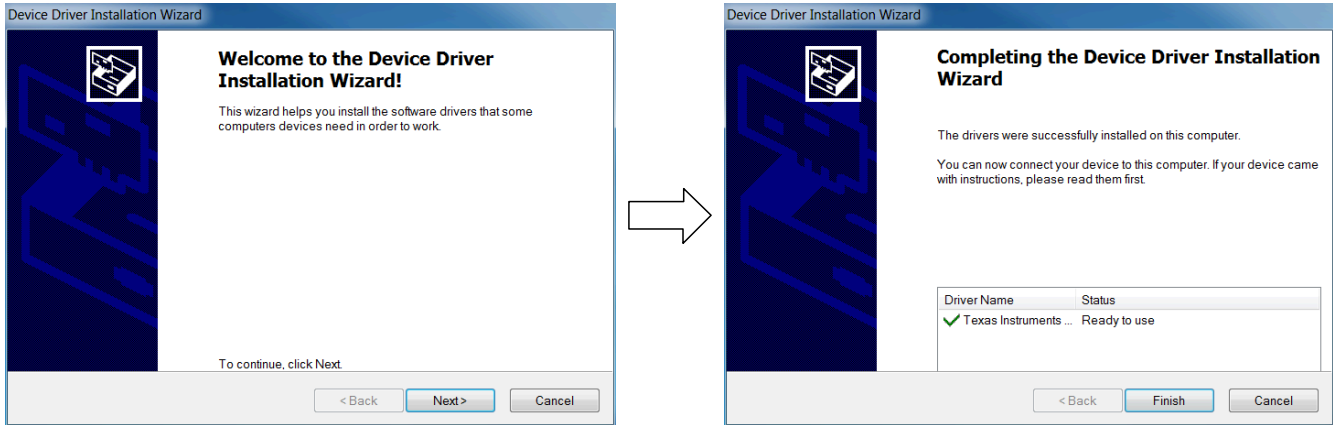 Device Driver Installation Wizard
Welcome to the Device Driver
Installation Wizard!
This wizard helps you install the software drivers that some
computers devices need in order to work.
To continue, click Next.
< Back
Next >
Cancel
Device Driver Installation Wizard
Completing the Device Driver Installation
Wizard
The drivers were successfully installed on this computer.
You can now connect your device to this computer. If your device came
with instructions, please read them first.
Driver Name Status
Texas Instruments ... Ready to use
< Back
Finish
Cancel